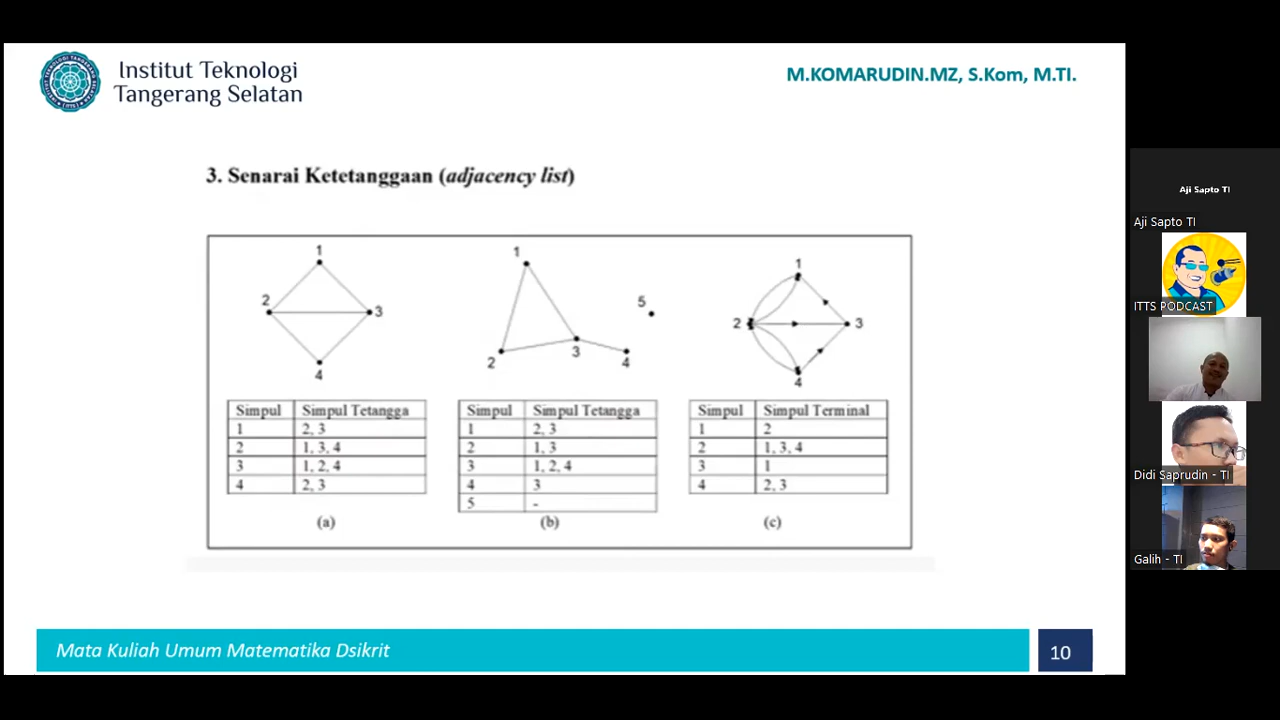 Institut Teknologi
Tangerang Selatan
M.KOMARUDIN.MZ, S.Kom, M.TI.
3. Senarai Ketetanggaan (adjacency list)
1
2
3
4
1
2
3
4
5
1
2
3
4
Simpul Simpul Tetangga
1 2, 3
2 1, 3, 4
3 1, 2, 4
4 2, 3
(a)
Simpul Simpul Tetangga
1 2, 3
2 1, 3
3 1, 2, 4
4 3
5 -
(b)
Simpul Simpul Terminal
1 2
2 1, 3, 4
3 1
4 2, 3
(c)
Mata Kuliah Umum Matematika Dsikrit
10
Aji Sapto TI
Aji Sapto TI
ITTS PODCAST
Didi Saprudin - TI
Galih - TI